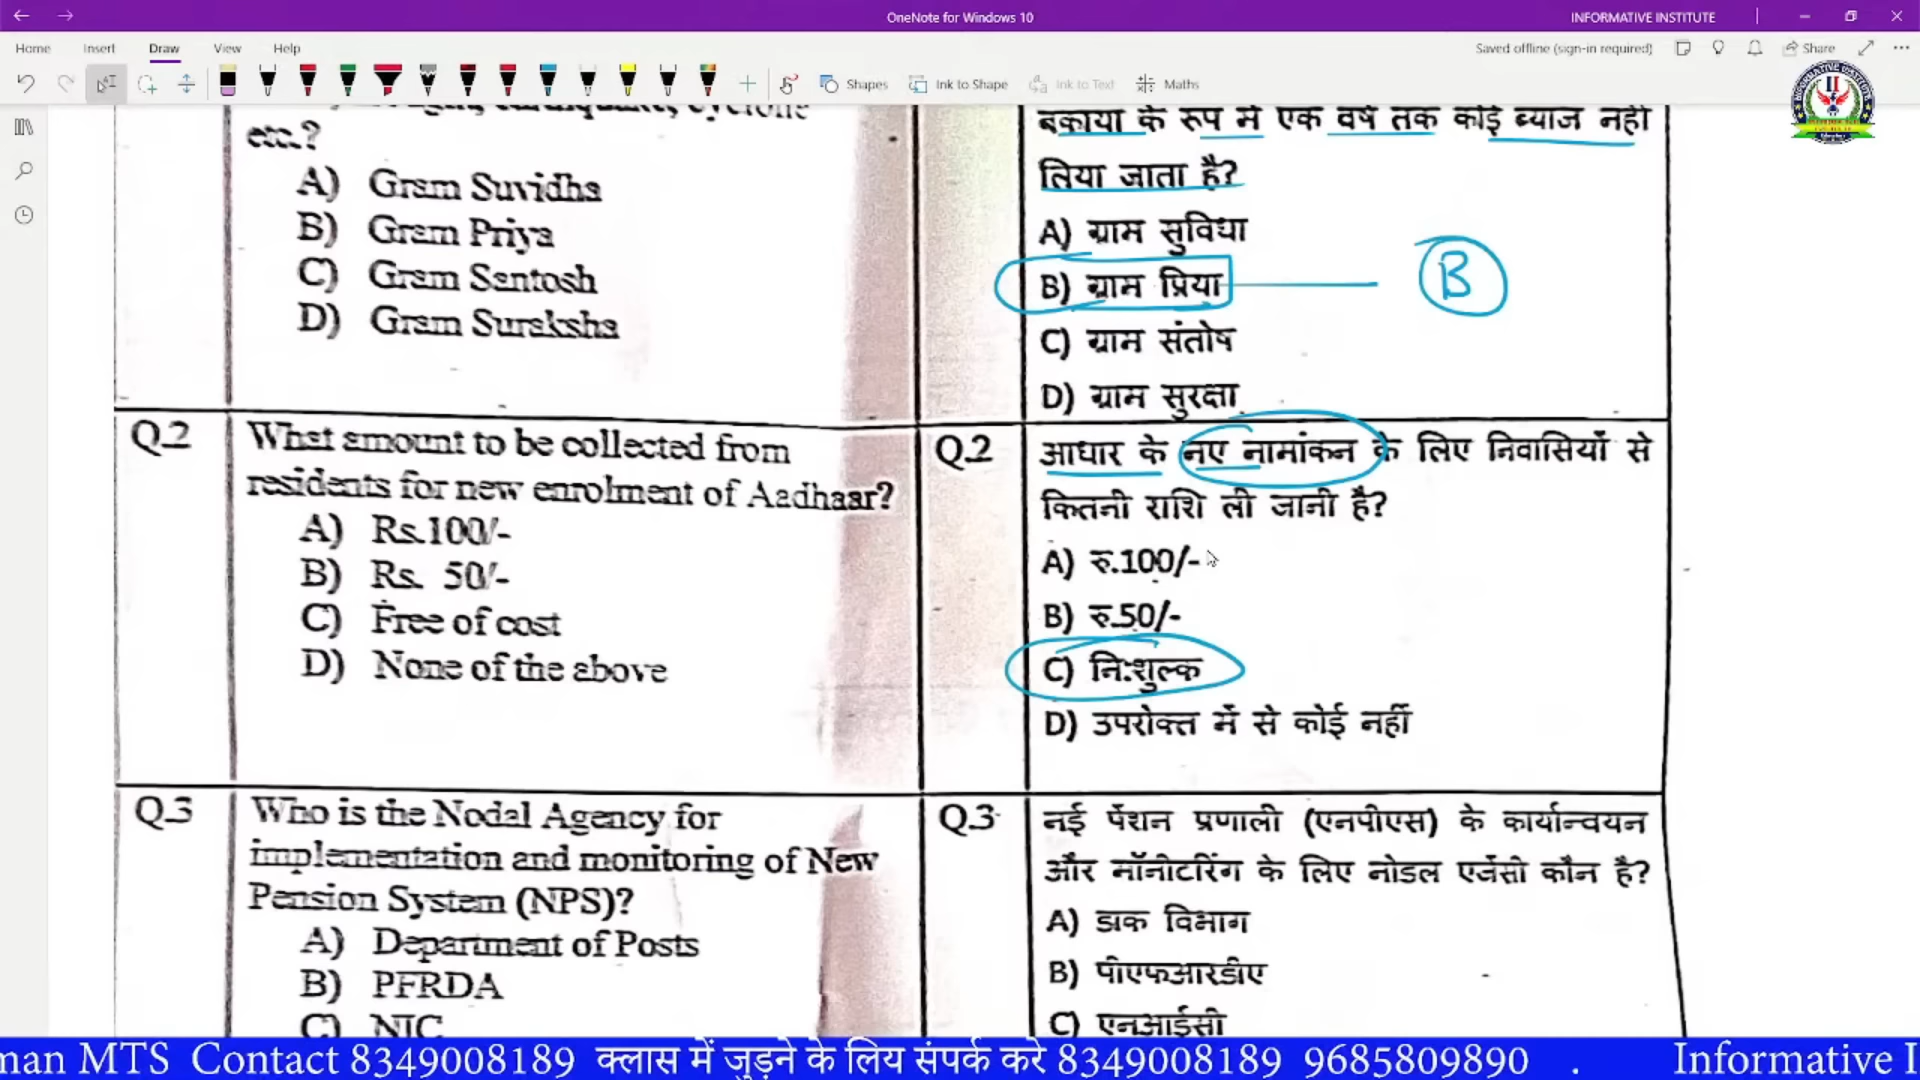 OneNote for Windows 10
INFORMATIVE INSTITUTE
Home Insert Draw View Help
Saved offline (sign-in required)
Share
Shapes
Ink to Shape
Ink to Text
Maths
cyclone
etc.?
A) Gram Suvidha
B) Gram Priya
C) Gram Santosh
D) Gram Suraksha
बकाया के रूप में एक वर्ष तक कोई ब्याज नहीं
लिया जाता है?
A) ग्राम सुविधा
B) ग्राम प्रिया
B
C) ग्राम संतोष
D) ग्राम सुरक्षा
Q.2 What amount to be collected from
residents for new enrolment of Aadhaar?
A) Rs.100/-
B) Rs. 50/-
C) Free of cost
D) None of the above
Q.2 आधार के नए नामांकन के लिए निवासियों से
कितनी राशि ली जानी है?
A) रु.100/-
B) रु.50/-
C) नि:शुल्क
D) उपरोक्त में से कोई नहीं
Q.3 Who is the Nodal Agency for
implementation and monitoring of New
Pension System (NPS)?
A) Department of Posts
B) PFRDA
C) NIC
Q.3 नई पेंशन प्रणाली (एनपीएस) के कार्यान्वयन
और मॉनीटरिंग के लिए नोडल एजेंसी कौन है?
A) डाक विभाग
B) पीएफआरडीए
C) एनआईसी
man MTS Contact 8349008189 क्लास में जुड़ने के लिय संपर्क करे 8349008189 9685809890 . Informative I